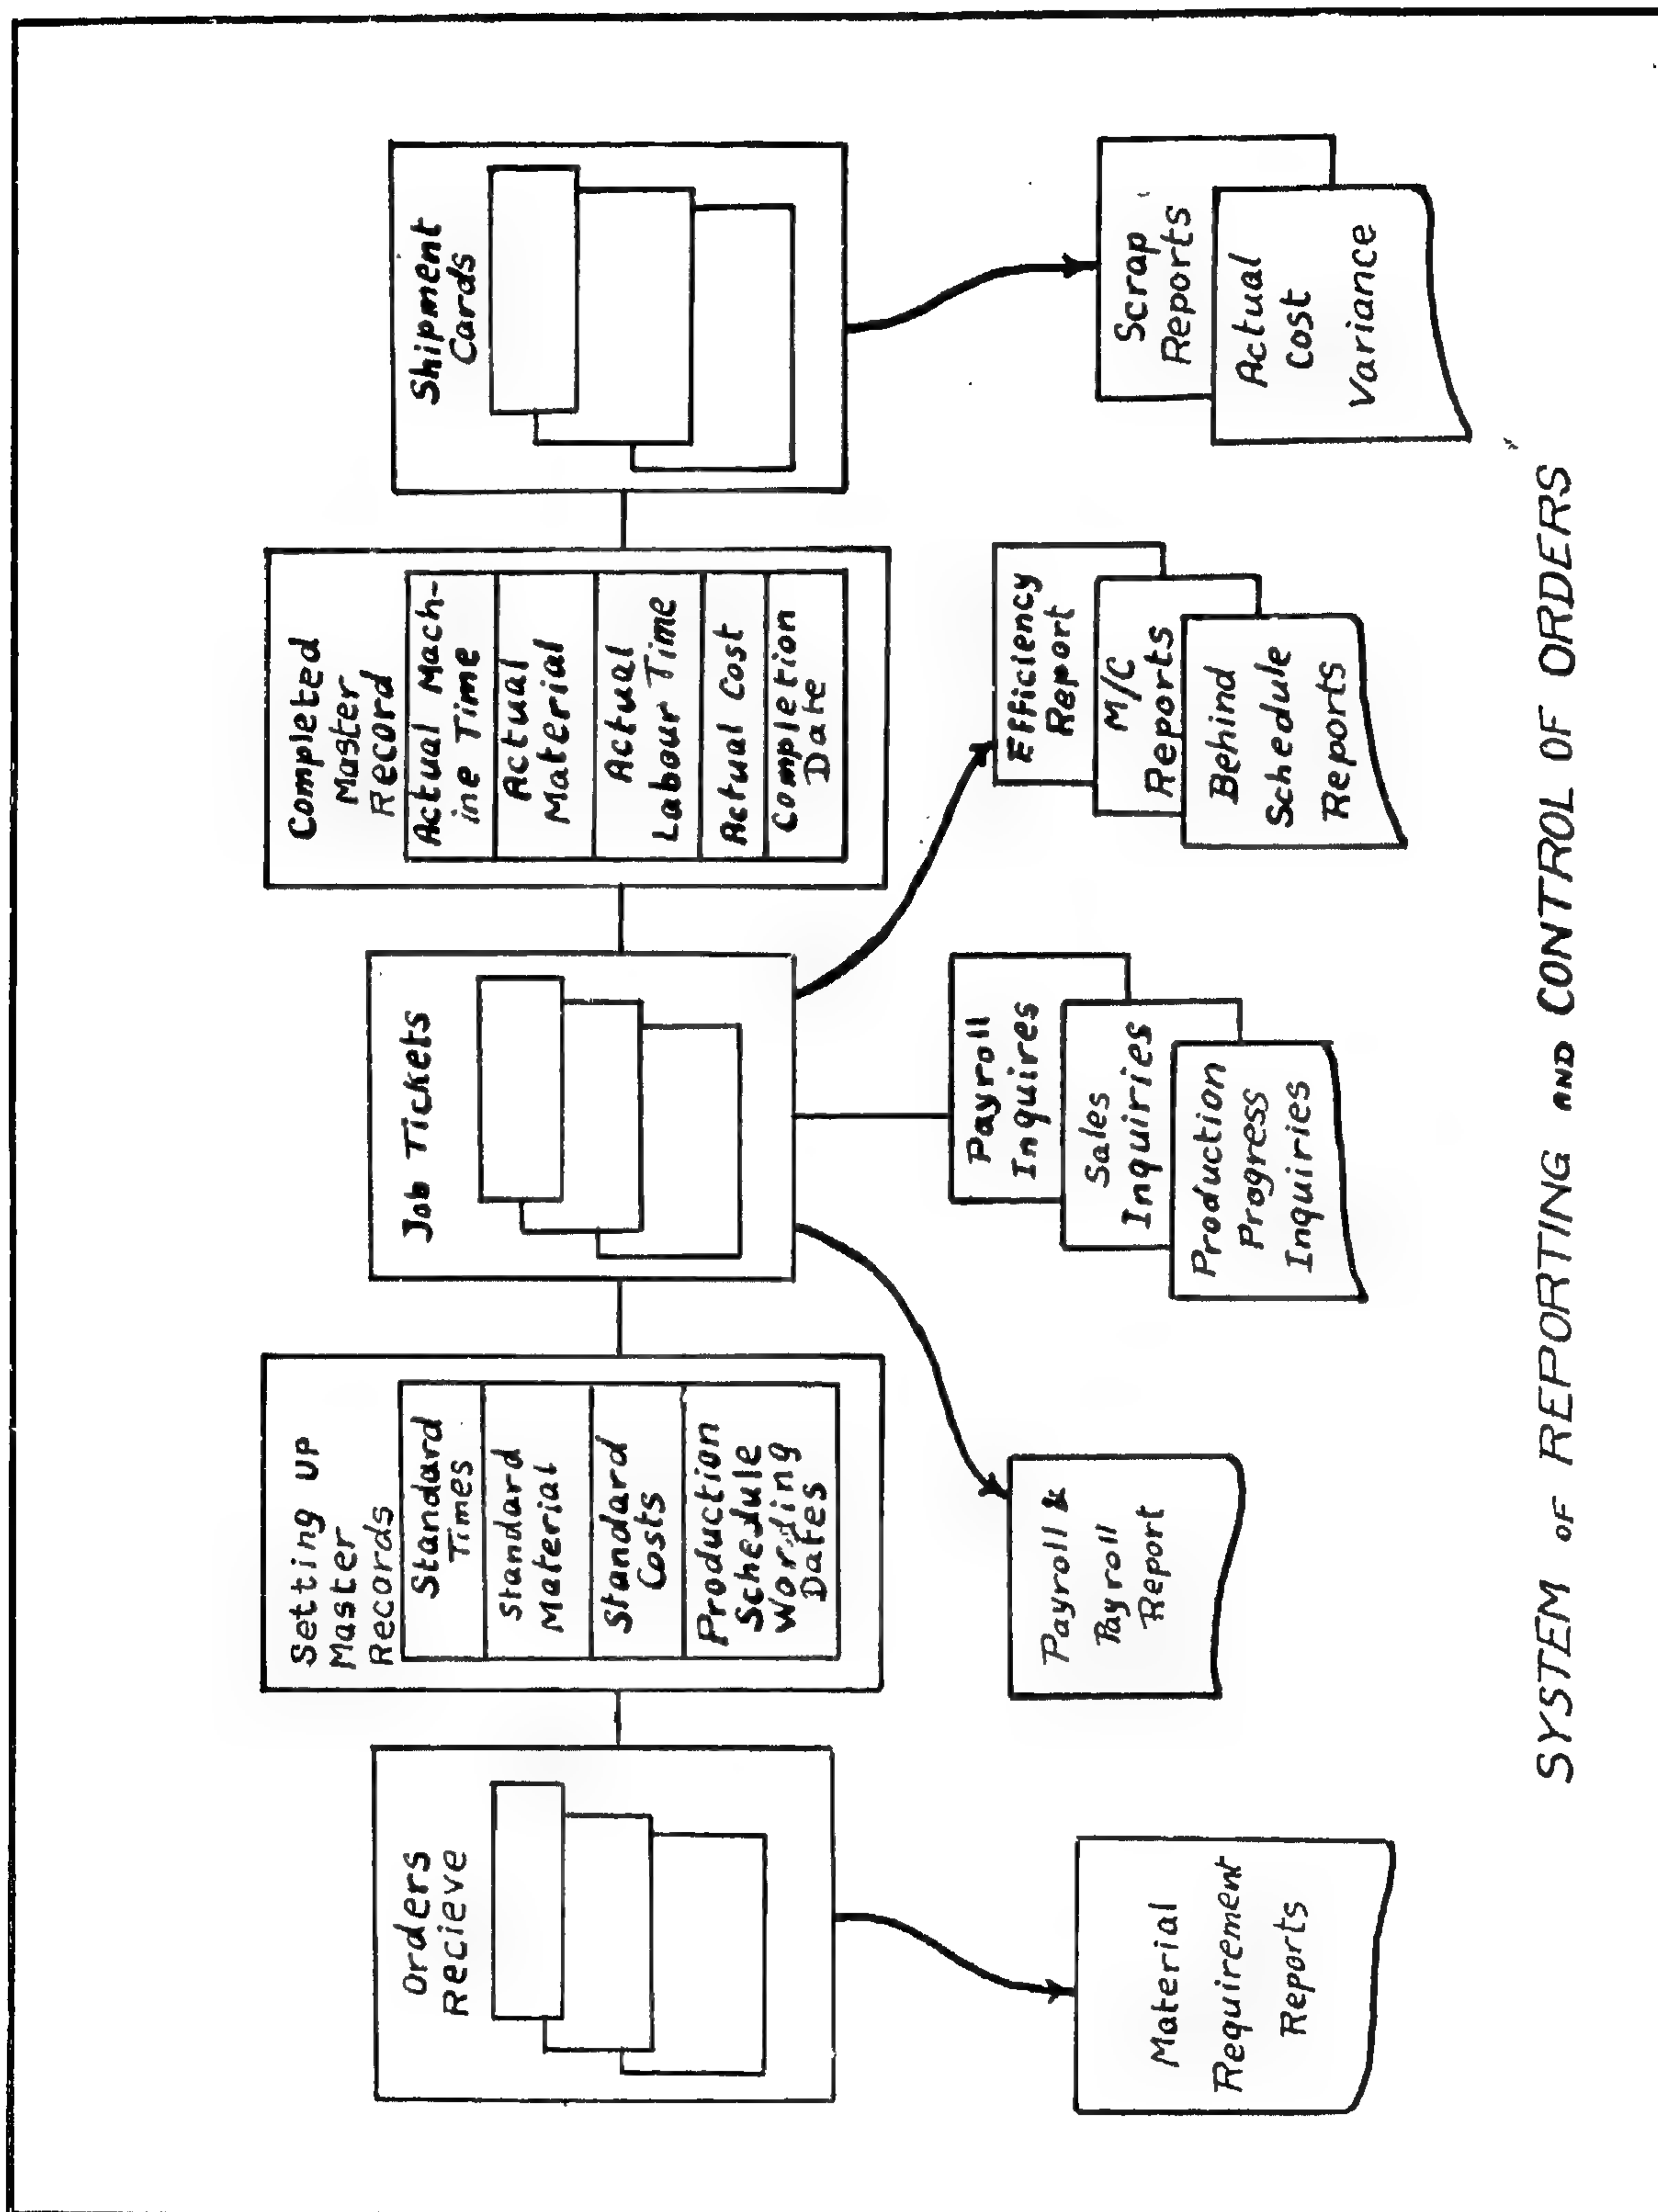 Orders
Recieve
Setting UP
Master
Records
Standard
Times
Standard
Material
Standard
Costs
Production
Schedule
Working
Dates
Job Tickets
Completed
Master
Record
Actual Mach-
ine Time
Actual
Material
Actual
Labour Time
Actual Cost
Completion
Date
Shipment
Cards
Material
Requirement
Reports
Payroll &
Payroll
Report
Payroll
Inquires
Sales
Inquiries
Production
Progress
Inquiries
Efficiency
Report
M/C
Reports
Behind
Schedule
Reports
Scrap
Reports
Actual
Cost
Variance
SYSTEM OF REPORTING AND CONTROL OF ORDERS